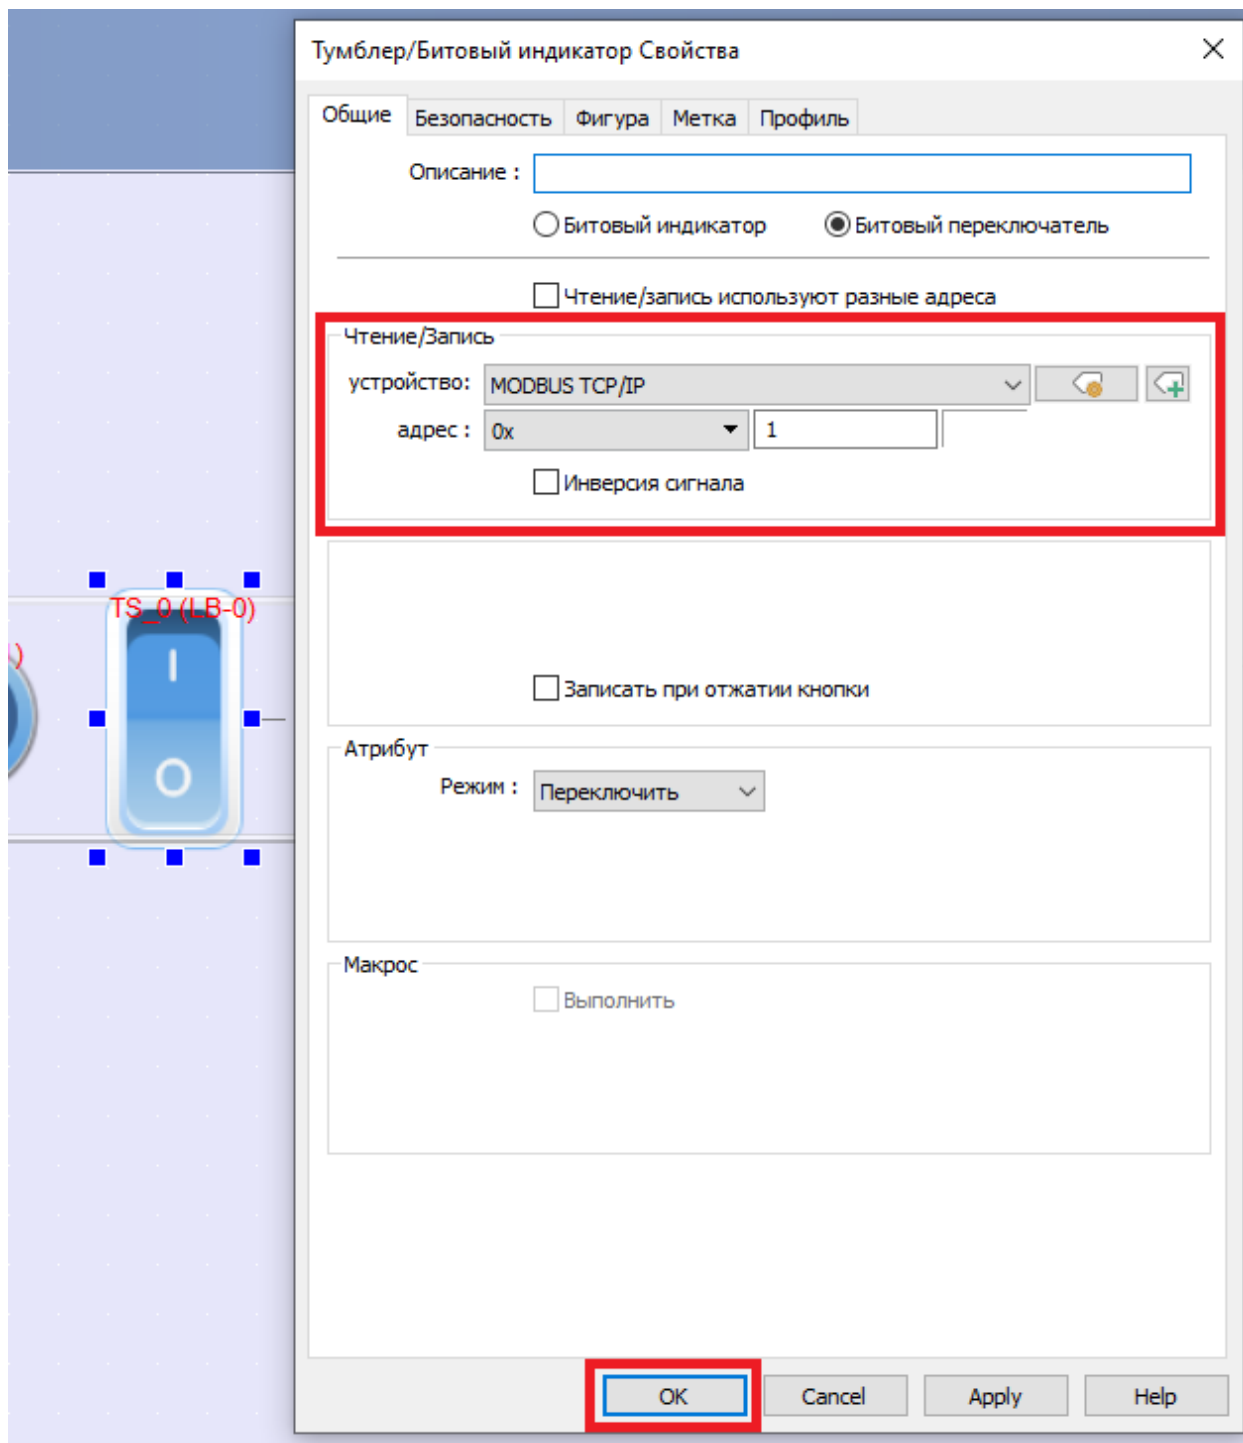 Тумблер/Битовый индикатор Свойства
Общие Безопасность Фигура Метка Профиль
Описание :
Битовый индикатор Битовый переключатель
Чтение/запись используют разные адреса
Чтение/Запись
устройство: MODBUS TCP/IP
адрес : 0x 1
Инверсия сигнала
TS_0 (LB-0)
)
I
O
Записать при отжатии кнопки
Атрибут
Режим : Переключить
Макрос
Выполнить
OK Cancel Apply Help